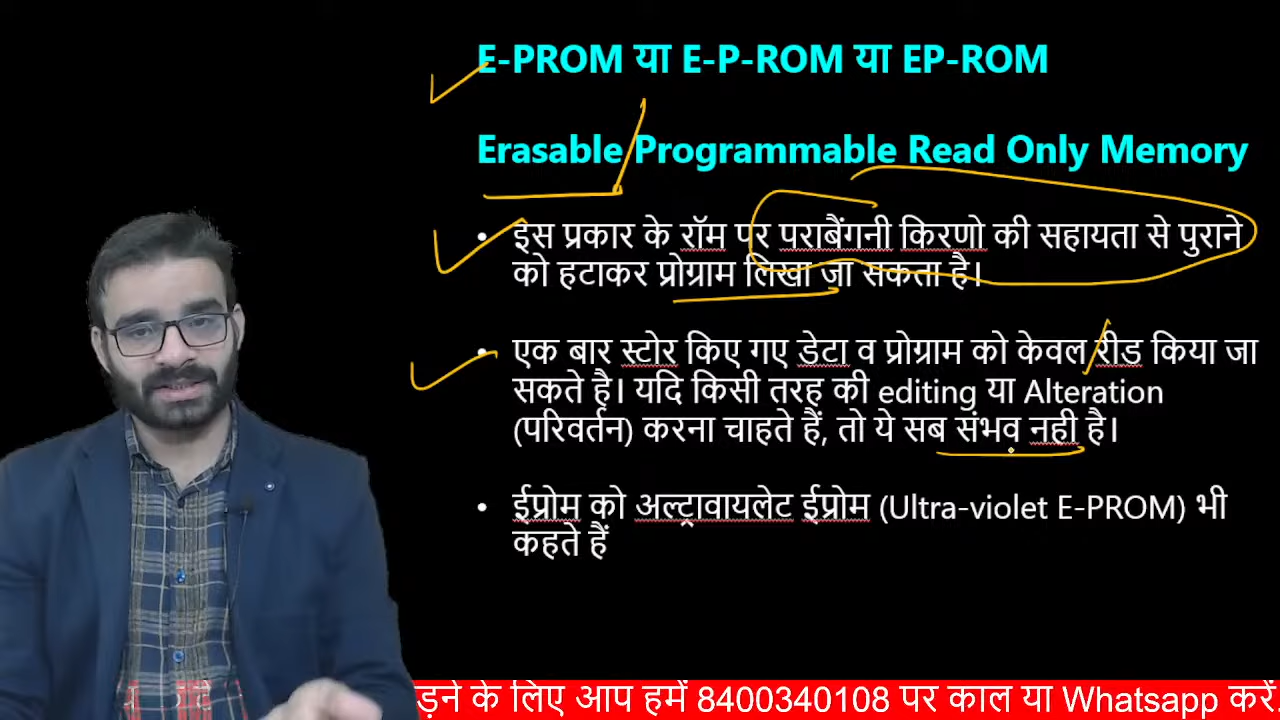 E-PROM या E-P-ROM या EP-ROM
Erasable Programmable Read Only Memory
• इस प्रकार के रॉम पर पराबैंगनी किरणो की सहायता से पुराने
को हटाकर प्रोग्राम लिखा जा सकता है।
• एक बार स्टोर किए गए डेटा व प्रोग्राम को केवल रीड किया जा
सकते है। यदि किसी तरह की editing या Alteration
(परिवर्तन) करना चाहते हैं, तो ये सब संभव नही है।
• ईप्रोम को अल्ट्रावायलेट ईप्रोम (Ultra-violet E-PROM) भी
कहते हैं
के लिए आप हमें 8400340108 पर काल या Whatsapp करें.